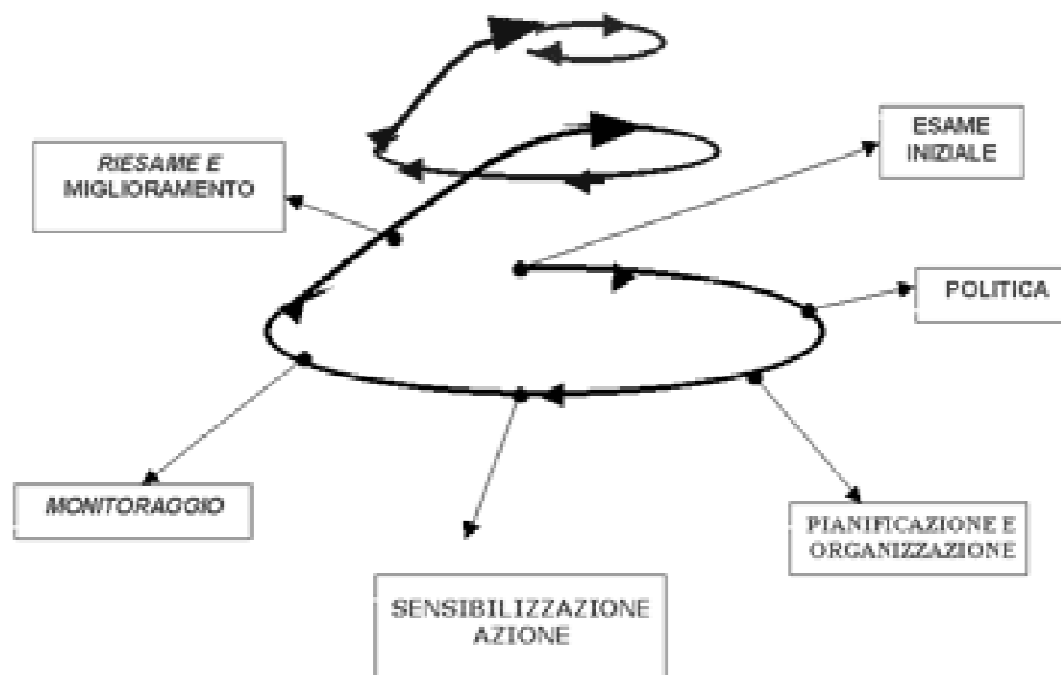 ESAME
INIZIALE
RIESAME E
MIGLIORAMENTO
POLITICA
MONITORAGGIO
PIANIFICAZIONE E
ORGANIZZAZIONE
SENSIBILIZZAZIONE
AZIONE